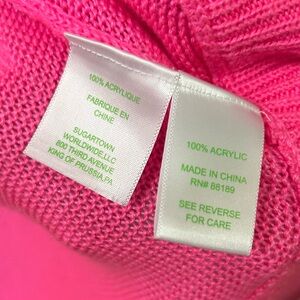 100% ACRYLIQUE
FABRIQUE EN
CHINE
SUGARTOWN
WORLDWIDE,LLC
800 THIRD AVENUE
KING OF PRUSSIA,PA
100% ACRYLIC
MADE IN CHINA
RN# 86189
SEE REVERSE
FOR CARE